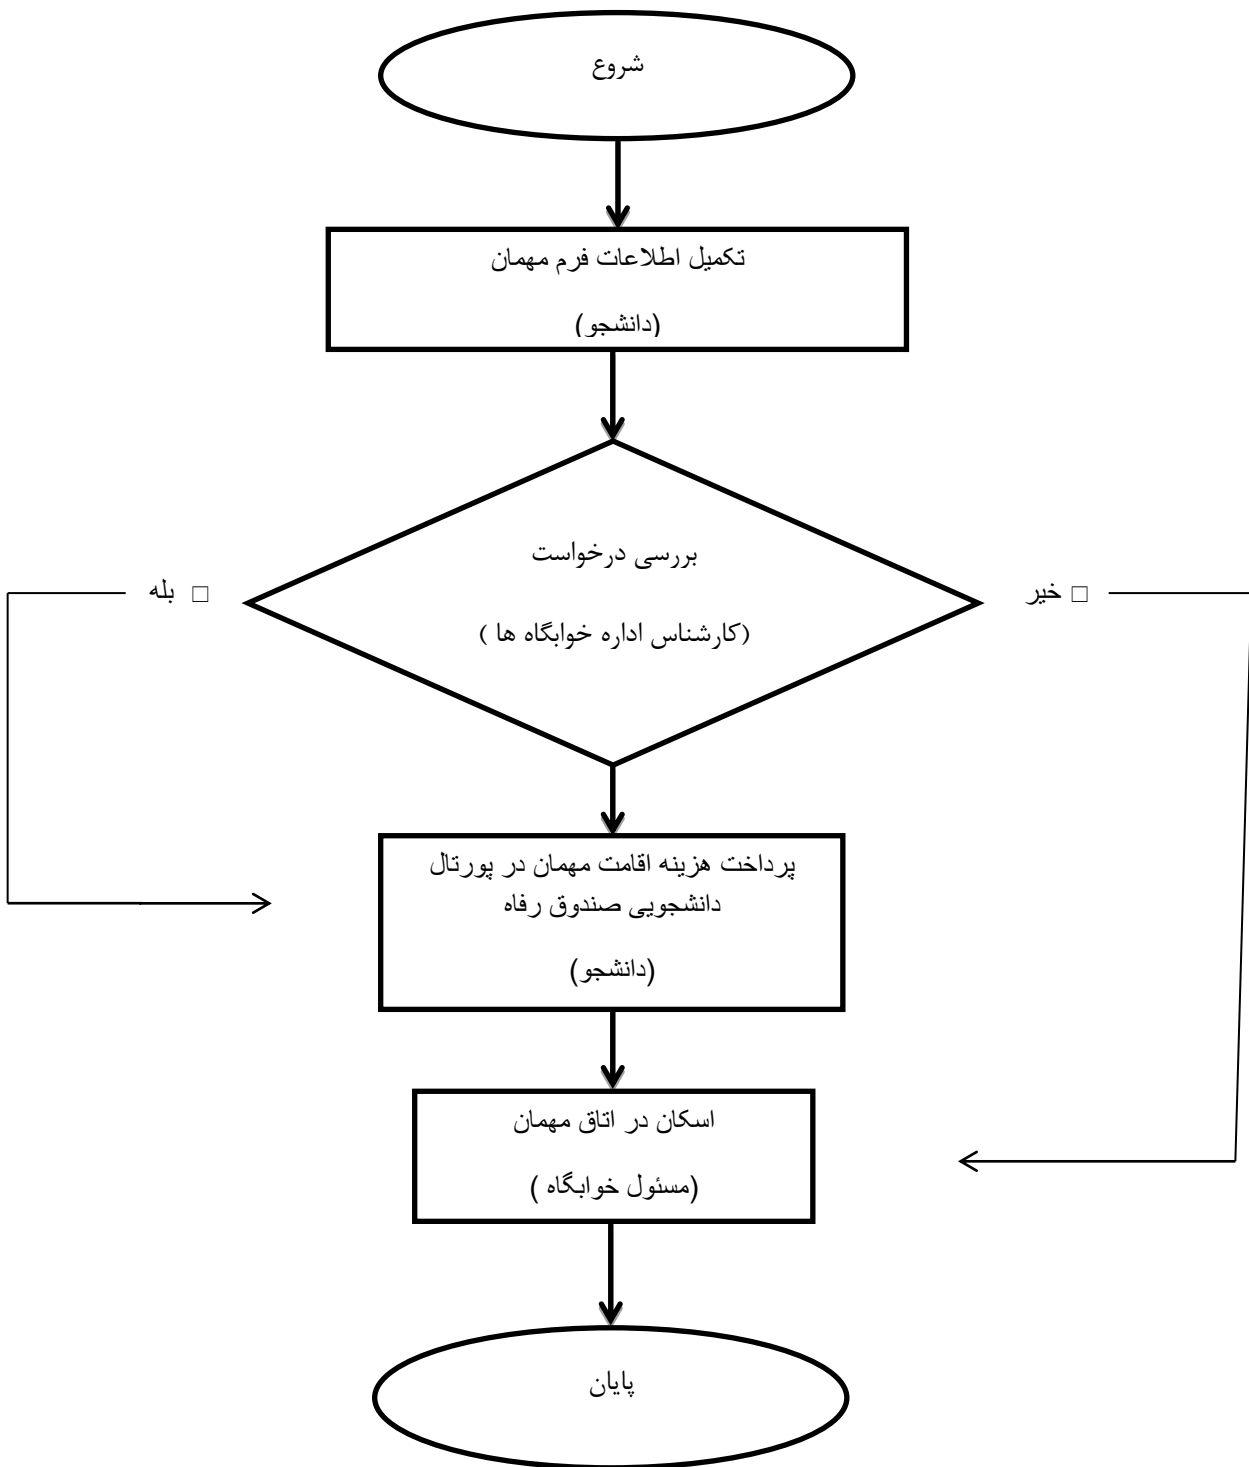 شروع
تکمیل اطلاعات فرم مهمان
(دانشجو)
بررسی درخواست
□ خیر
□ بله
(کارشناس اداره خوابگاه ها )
پرداخت هزینه اقامت مهمان در پورتال
دانشجویی صندوق رفاه
(دانشجو)
اسکان در اتاق مهمان
(مسئول خوابگاه )
پایان